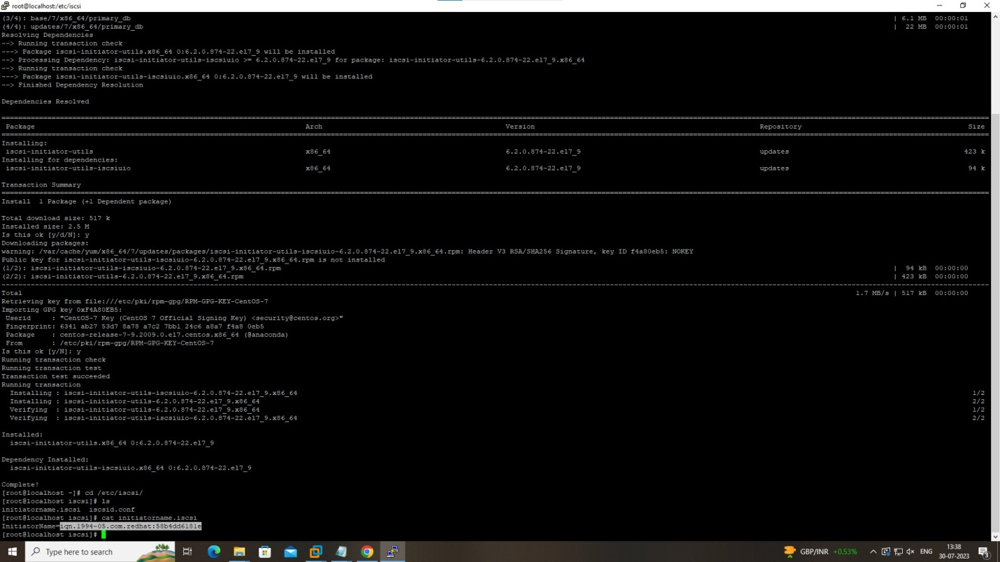 root@localhost:/etc/iscsi
(3/4): base/7/x86_64/primary_db | 6.1 MB 00:00:01
(4/4): updates/7/x86_64/primary_db | 22 MB 00:00:01
Resolving Dependencies
--> Running transaction check
---> Package iscsi-initiator-utils.x86_64 0:6.2.0.874-22.el7_9 will be installed
--> Processing Dependency: iscsi-initiator-utils-iscsiuio >= 6.2.0.874-22.el7_9 for package: iscsi-initiator-utils-6.2.0.874-22.el7_9.x86_64
--> Running transaction check
---> Package iscsi-initiator-utils-iscsiuio.x86_64 0:6.2.0.874-22.el7_9 will be installed
--> Finished Dependency Resolution
Dependencies Resolved
Package Arch Version Repository Size
Installing:
iscsi-initiator-utils x86_64 6.2.0.874-22.el7_9 updates 423 k
Installing for dependencies:
iscsi-initiator-utils-iscsiuio x86_64 6.2.0.874-22.el7_9 updates 94 k
Transaction Summary
Install 1 Package (+1 Dependent package)
Total download size: 517 k
Installed size: 2.5 M
Is this ok [y/d/N]: y
Downloading packages:
warning: /var/cache/yum/x86_64/7/updates/packages/iscsi-initiator-utils-iscsiuio-6.2.0.874-22.el7_9.x86_64.rpm: Header V3 RSA/SHA256 Signature, key ID f4a80eb5: NOKEY
Public key for iscsi-initiator-utils-iscsiuio-6.2.0.874-22.el7_9.x86_64.rpm is not installed
(1/2): iscsi-initiator-utils-iscsiuio-6.2.0.874-22.el7_9.x86_64.rpm | 94 kB 00:00:00
(2/2): iscsi-initiator-utils-6.2.0.874-22.el7_9.x86_64.rpm | 423 kB 00:00:00
Total 1.7 MB/s | 517 kB 00:00:00
Retrieving key from file:///etc/pki/rpm-gpg/RPM-GPG-KEY-CentOS-7
Importing GPG key 0xF4A80EB5:
Userid : "CentOS-7 Key (CentOS 7 Official Signing Key) <security@centos.org>"
Fingerprint: 6341 ab27 53d7 8a78 a7c2 7bb1 24c6 a8a7 f4a8 0eb5
Package : centos-release-7-9.2009.0.el7.centos.x86_64 (@anaconda)
From : /etc/pki/rpm-gpg/RPM-GPG-KEY-CentOS-7
Is this ok [y/N]: y
Running transaction check
Running transaction test
Transaction test succeeded
Running transaction
Installing : iscsi-initiator-utils-iscsiuio-6.2.0.874-22.el7_9.x86_64 1/2
Installing : iscsi-initiator-utils-6.2.0.874-22.el7_9.x86_64 2/2
Verifying : iscsi-initiator-utils-6.2.0.874-22.el7_9.x86_64 1/2
Verifying : iscsi-initiator-utils-iscsiuio-6.2.0.874-22.el7_9.x86_64 2/2
Installed:
iscsi-initiator-utils.x86_64 0:6.2.0.874-22.el7_9
Dependency Installed:
iscsi-initiator-utils-iscsiuio.x86_64 0:6.2.0.874-22.el7_9
Complete!
[root@localhost ~]# cd /etc/iscsi/
[root@localhost iscsi]# ls
initiatorname.iscsi iscsid.conf
[root@localhost iscsi]# cat initiatorname.iscsi
InitiatorName=iqn.1994-05.com.redhat:58b4dd6181e
[root@localhost iscsi]#
Type here to search GBP/INR +0.53% ENG 13:38
30-07-2023 3